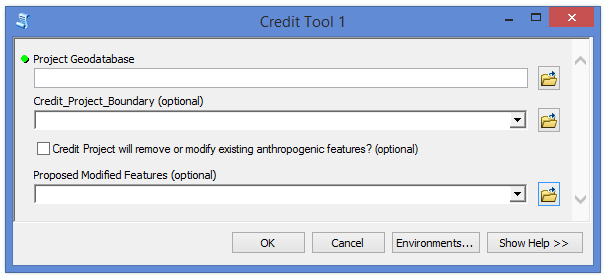 Credit Tool 1
Project Geodatabase
Credit_Project_Boundary (optional)
Credit Project will remove or modify existing anthropogenic features? (optional)
Proposed Modified Features (optional)
OK
Cancel
Environments...
Show Help >>